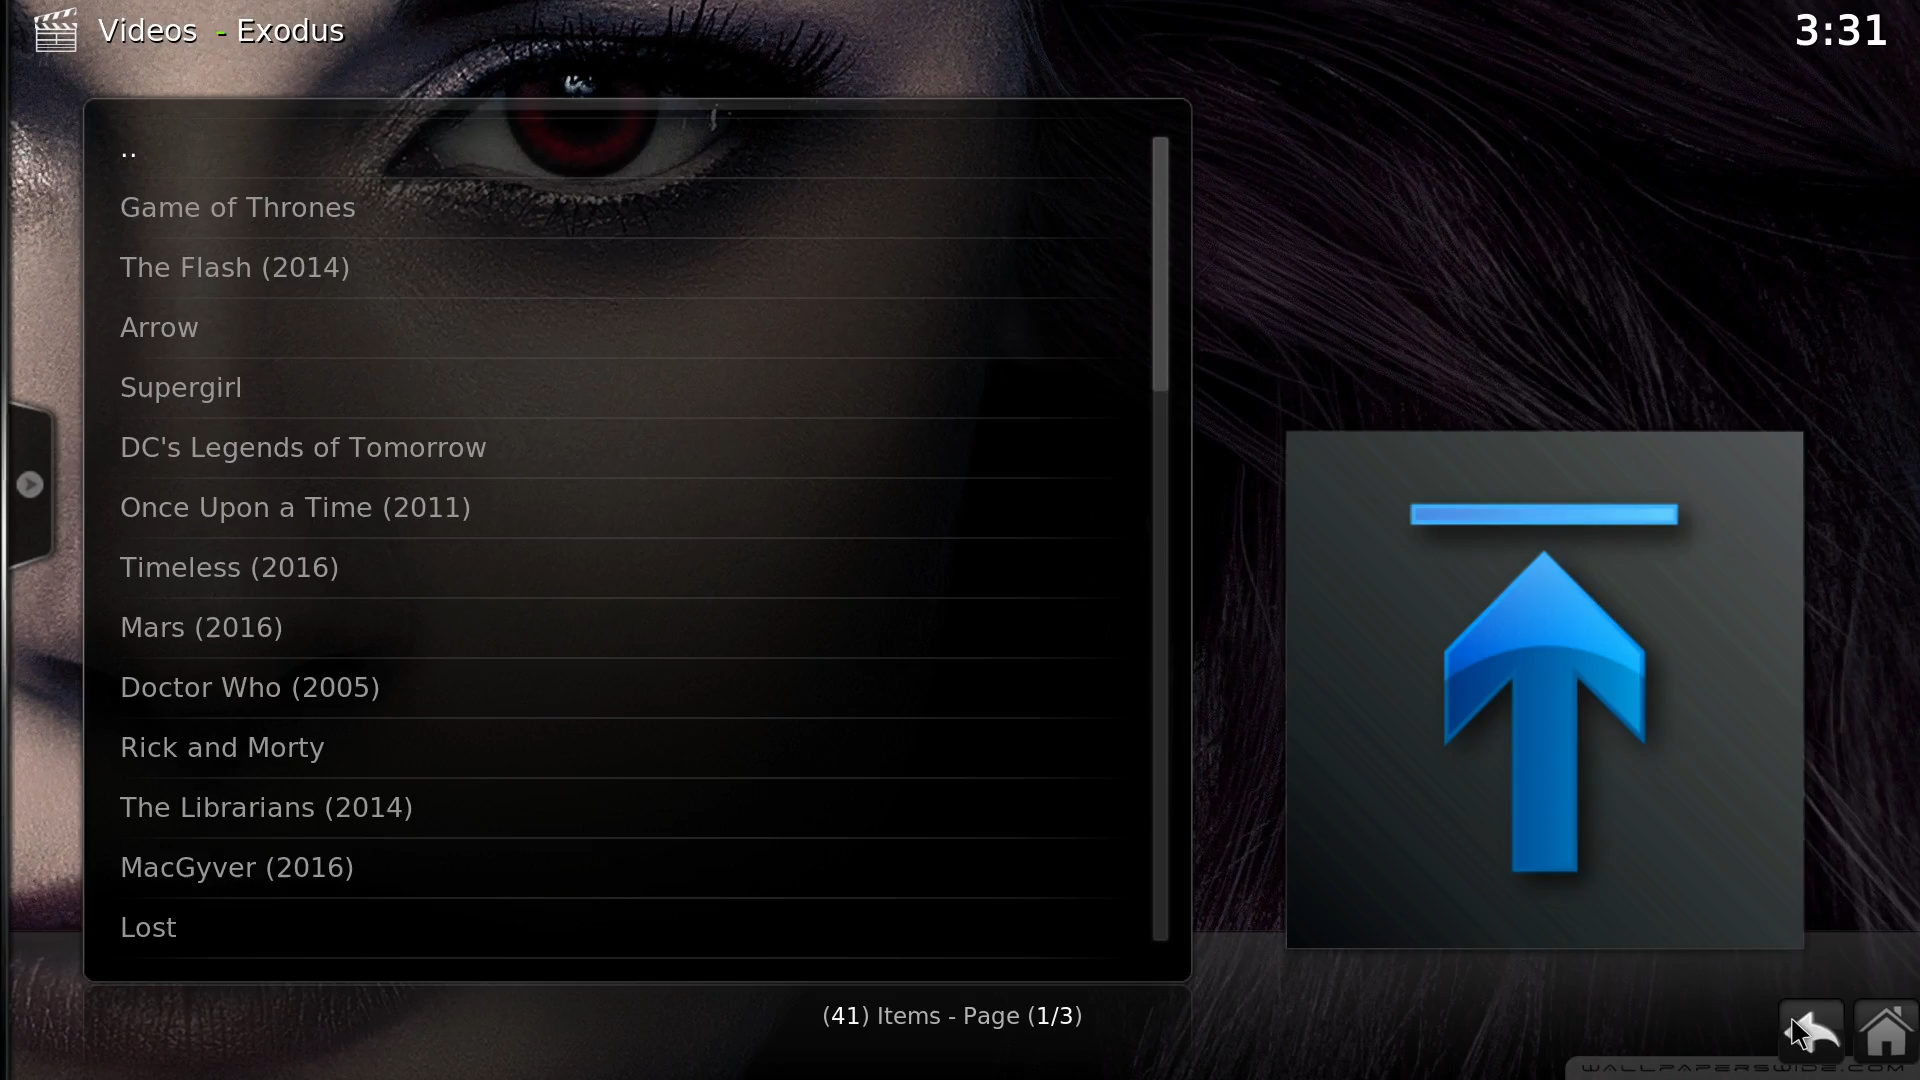 Videos - Exodus
3:31
..
Game of Thrones
The Flash (2014)
Arrow
Supergirl
DC's Legends of Tomorrow
Once Upon a Time (2011)
Timeless (2016)
Mars (2016)
Doctor Who (2005)
Rick and Morty
The Librarians (2014)
MacGyver (2016)
Lost
(41) Items - Page (1/3)
WALLPAPERSWIDE.COM